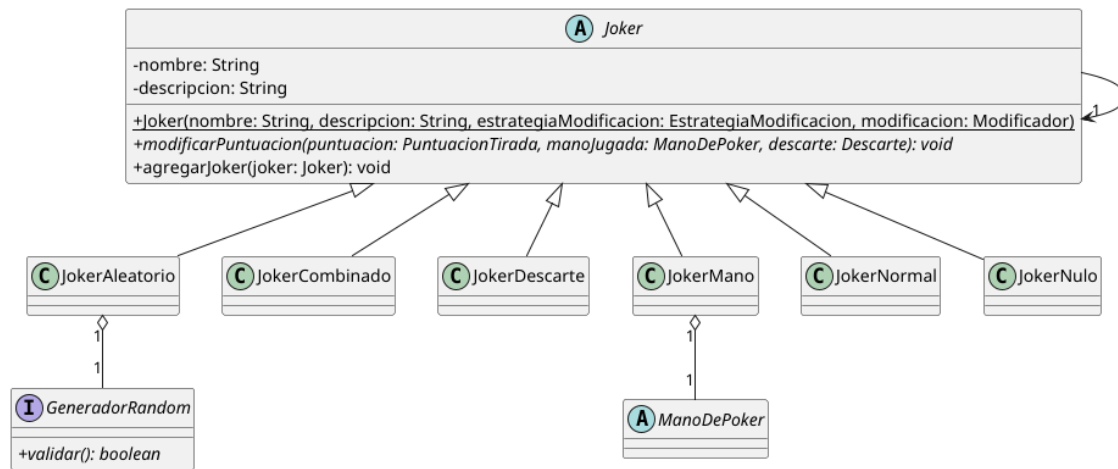 A Joker
-nombre: String
-descripcion: String
+Joker(nombre: String, descripcion: String, estrategiaModificacion: EstrategiaModificacion, modificacion: Modificador)
+modificarPuntuacion(puntuacion: PuntuacionTirada, manoJugada: ManoDePoker, descarte: Descarte): void
+agregarJoker(joker: Joker): void
1
C JokerAleatorio
C JokerCombinado
C JokerDescarte
C JokerMano
C JokerNormal
C JokerNulo
1
1
1
1
I GeneradorRandom
+validar(): boolean
A ManoDePoker